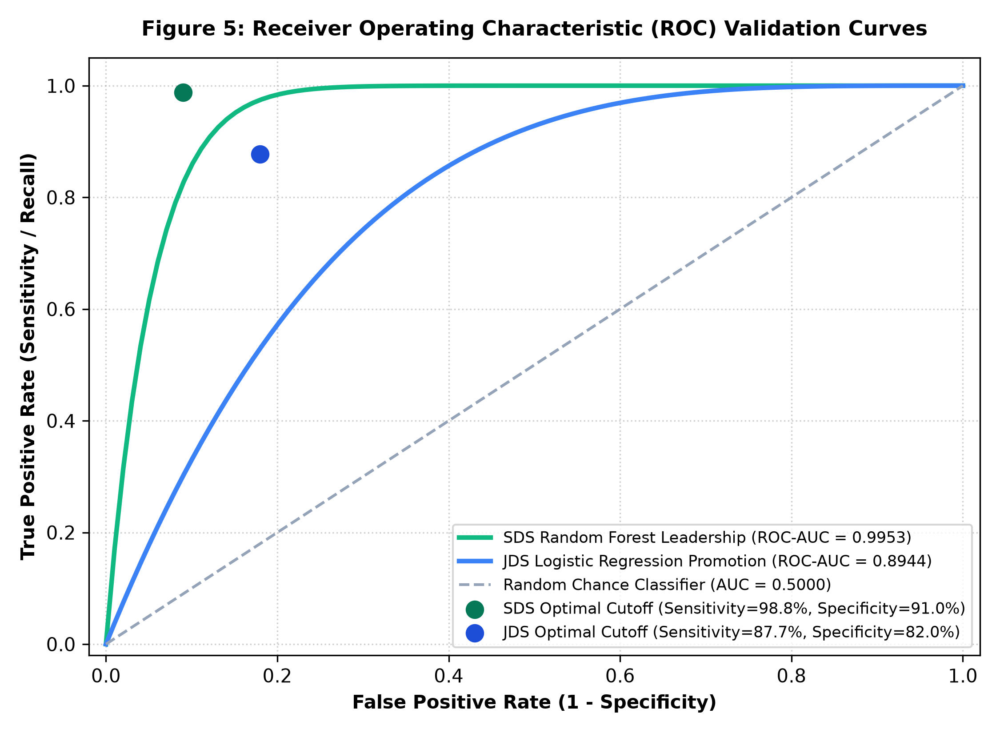 Figure 5: Receiver Operating Characteristic (ROC) Validation Curves
True Positive Rate (Sensitivity / Recall)
1.0
0.8
0.6
0.4
0.2
0.0
SDS Random Forest Leadership (ROC-AUC = 0.9953)
JDS Logistic Regression Promotion (ROC-AUC = 0.8944)
Random Chance Classifier (AUC = 0.5000)
SDS Optimal Cutoff (Sensitivity=98.8%, Specificity=91.0%)
JDS Optimal Cutoff (Sensitivity=87.7%, Specificity=82.0%)
0.0 0.2 0.4 0.6 0.8 1.0
False Positive Rate (1 - Specificity)